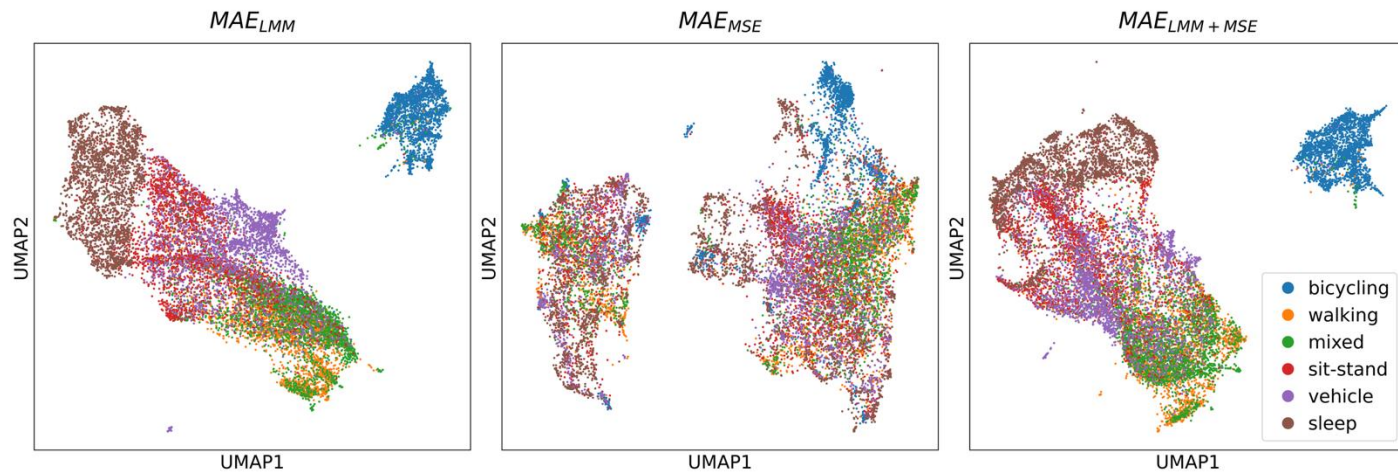 MAE_LMM
MAE_MSE
MAE_LMM+MSE
UMAP2
UMAP2
UMAP2
bicycling
walking
mixed
sit-stand
vehicle
sleep
UMAP1
UMAP1
UMAP1